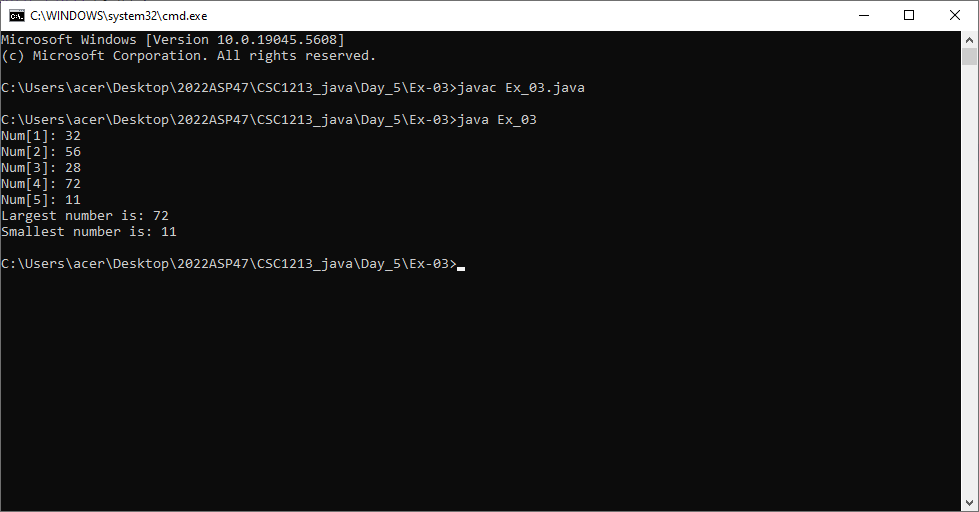 C:\WINDOWS\system32\cmd.exe
Microsoft Windows [Version 10.0.19045.5608]
(c) Microsoft Corporation. All rights reserved.
C:\Users\acer\Desktop\2022ASP47\CSC1213_java\Day_5\Ex-03>javac Ex_03.java
C:\Users\acer\Desktop\2022ASP47\CSC1213_java\Day_5\Ex-03>java Ex_03
Num[1]: 32
Num[2]: 56
Num[3]: 28
Num[4]: 72
Num[5]: 11
Largest number is: 72
Smallest number is: 11
C:\Users\acer\Desktop\2022ASP47\CSC1213_java\Day_5\Ex-03>